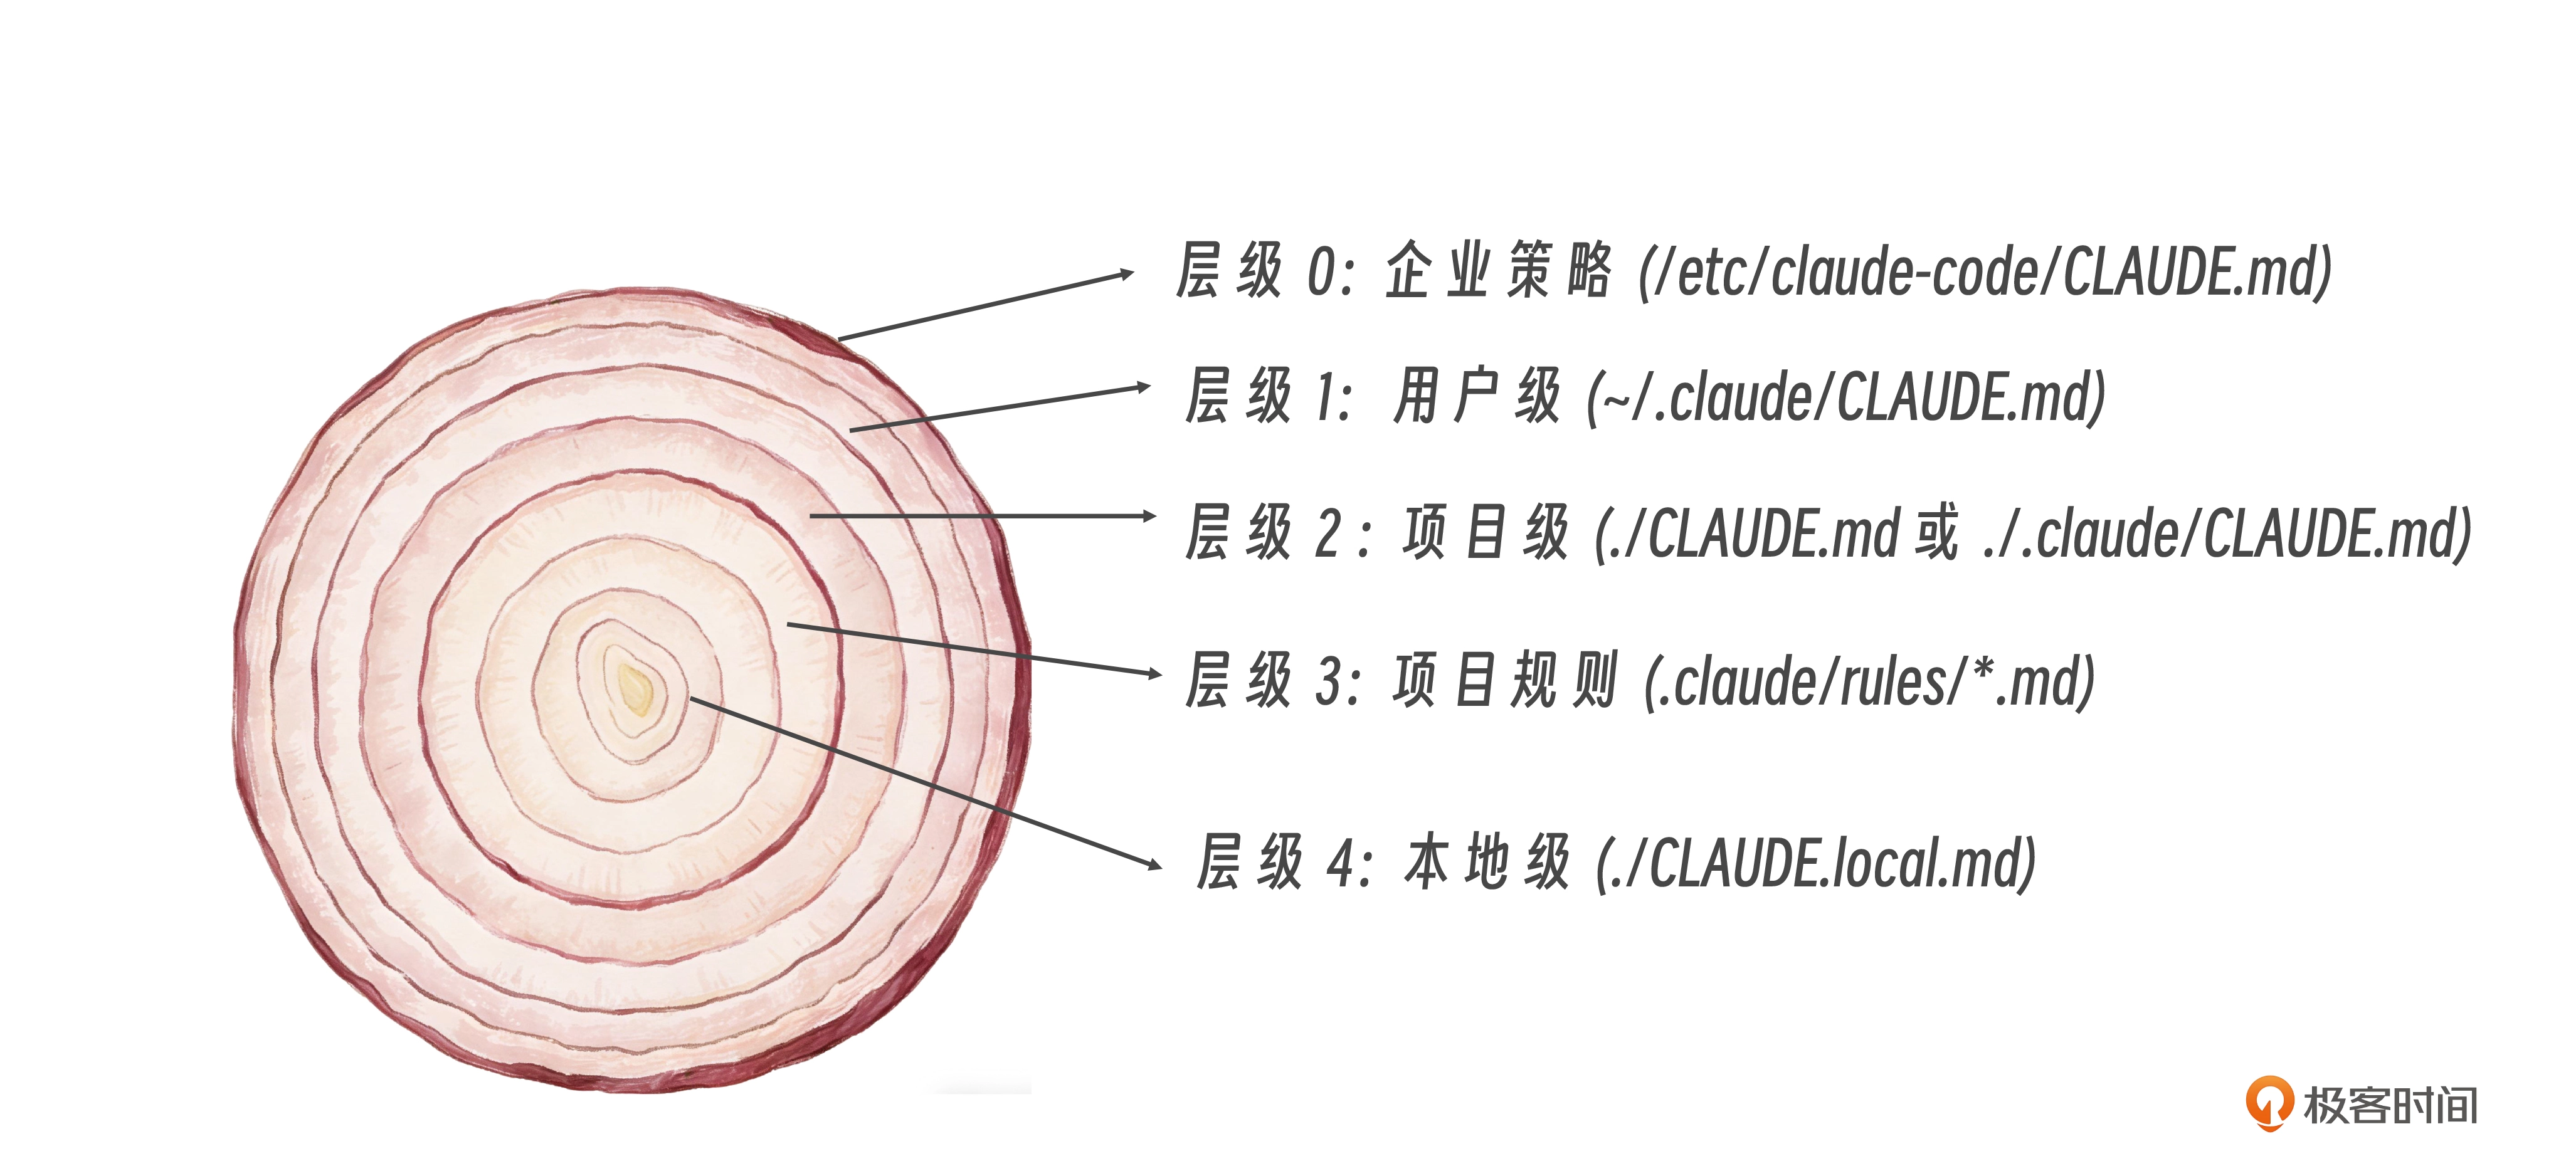 层级 0：企业策略 (/etc/claude-code/CLAUDE.md)
层级 1：用户级 (~/.claude/CLAUDE.md)
层级 2：项目级 (./CLAUDE.md 或 ./.claude/CLAUDE.md)
层级 3：项目规则 (.claude/rules/*.md)
层级 4：本地级 (./CLAUDE.local.md)
极客时间